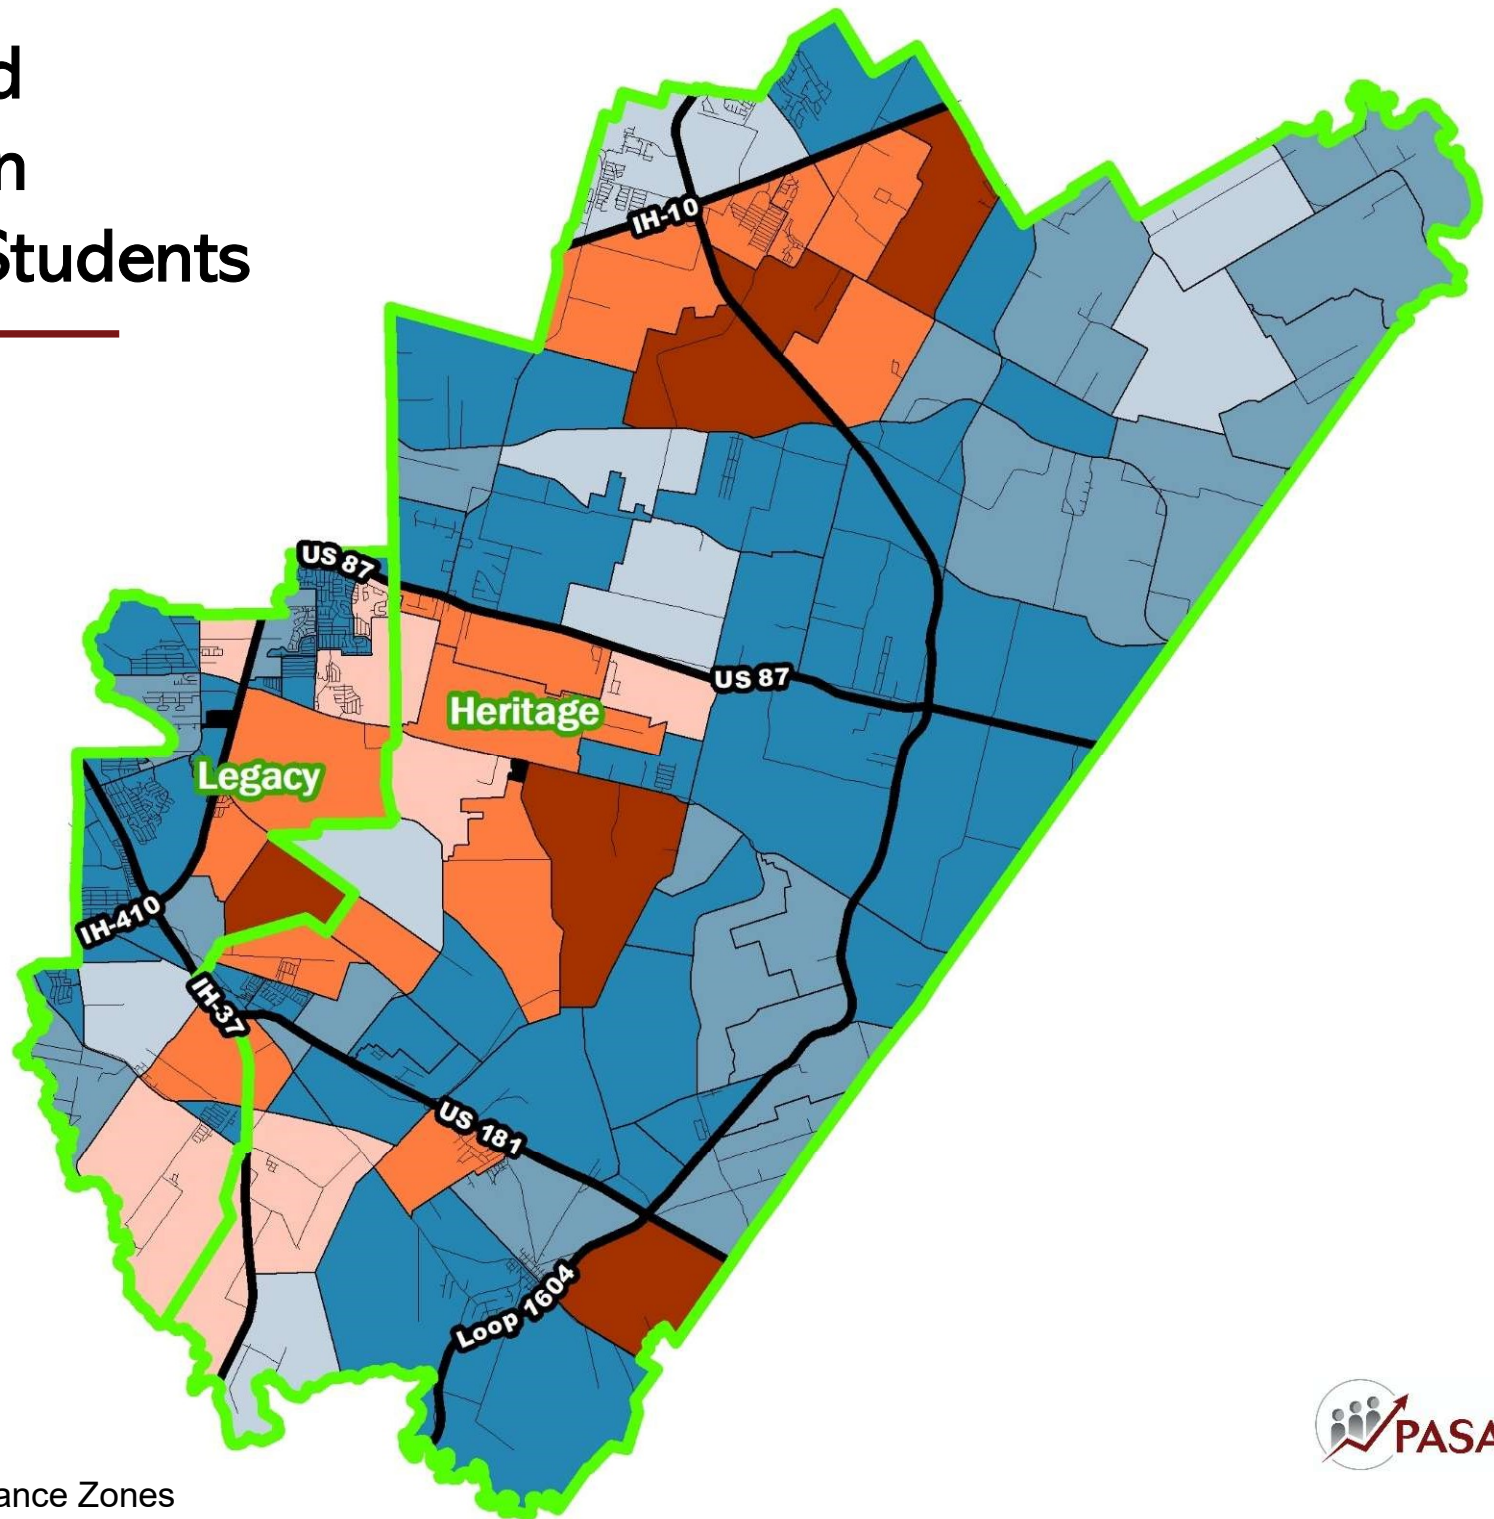 d
n
Students
IH-10
US 87
US 87
Heritage
Legacy
IH-410
IH-37
US 181
Loop 1604
PASA
ance Zones